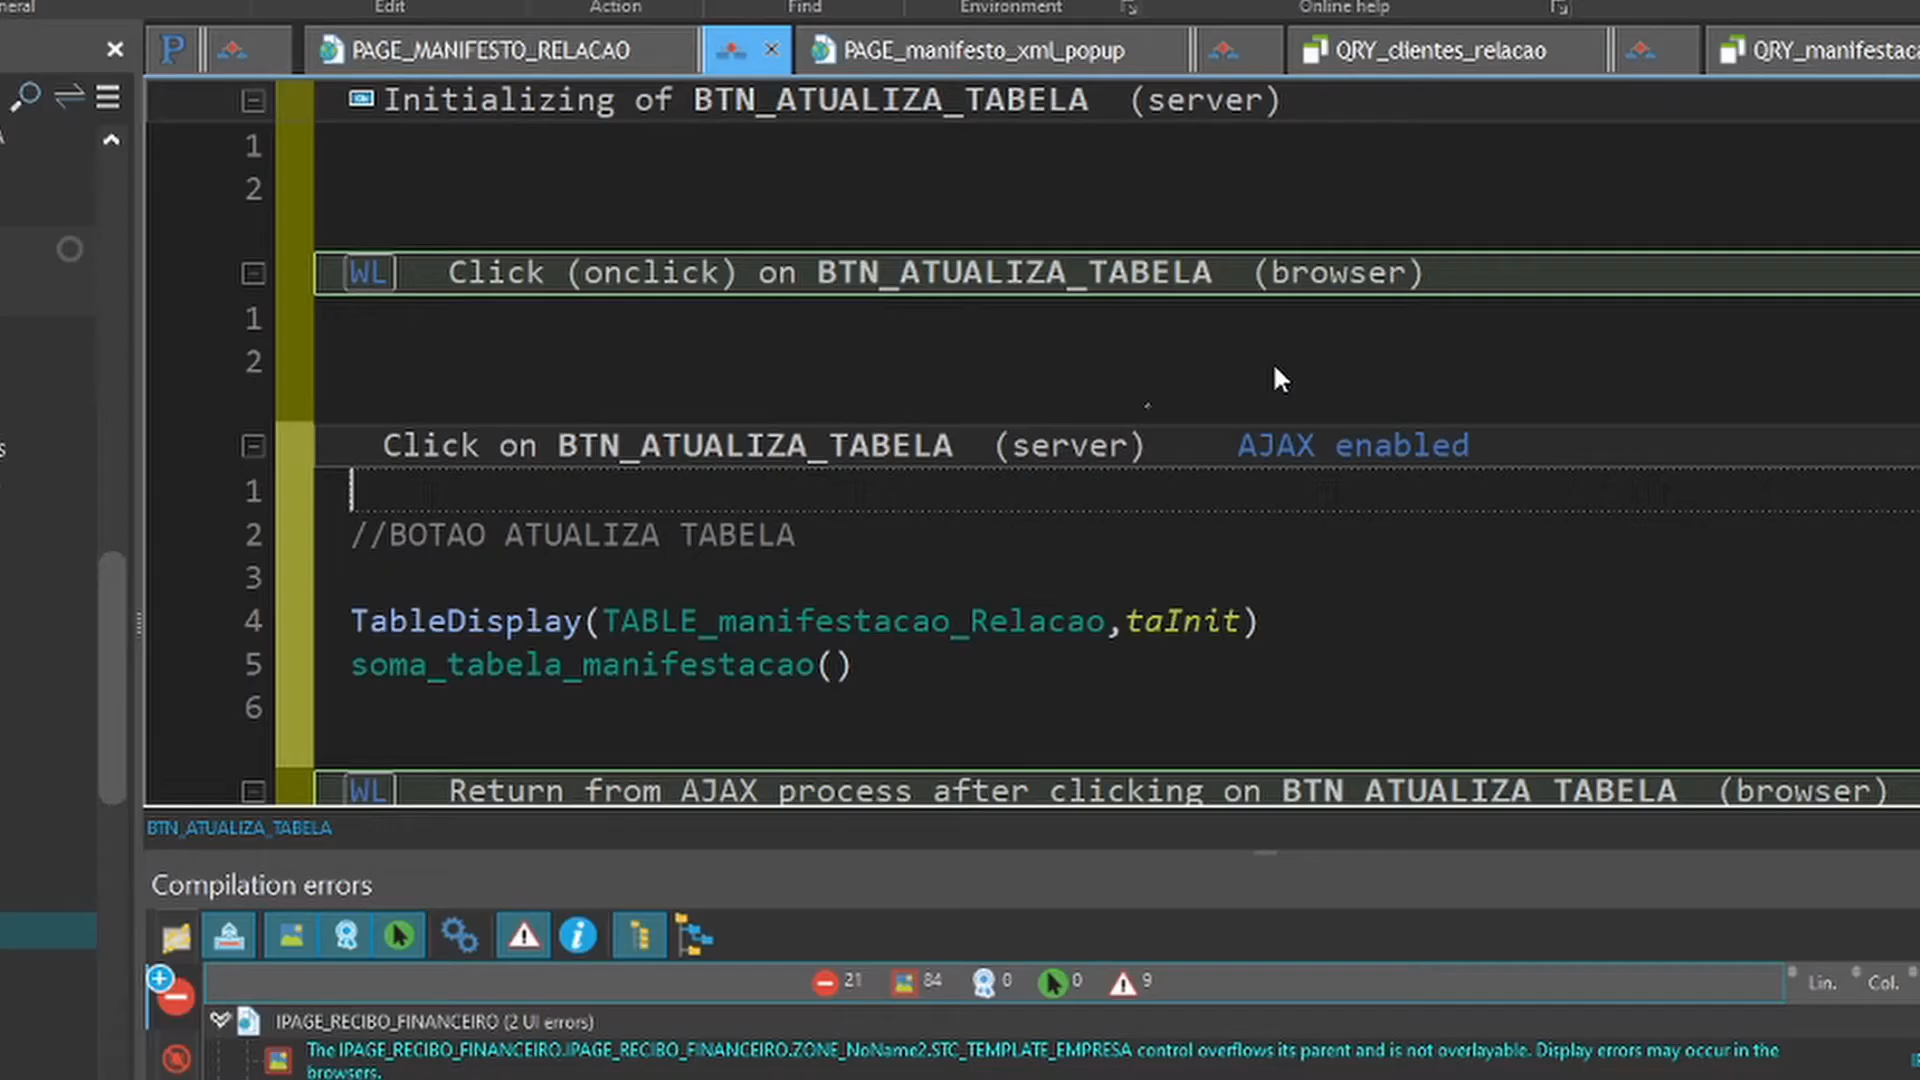 Edit Action Find Environment Online help
PAGE_MANIFESTO_RELACAO PAGE_manifesto_xml_popup QRY_clientes_relacao
Initializing of BTN_ATUALIZA_TABELA (server)
1
2
WL Click (onclick) on BTN_ATUALIZA_TABELA (browser)
1
2
Click on BTN_ATUALIZA_TABELA (server) AJAX enabled
1
2 //BOTAO ATUALIZA TABELA
3
4 TableDisplay(TABLE_manifestacao_Relacao,taInit)
5 soma_tabela_manifestacao()
6
WL Return from AJAX process after clicking on BTN_ATUALIZA_TABELA (browser)
BTN_ATUALIZA_TABELA
Compilation errors
21 84 0 0 9 Lin. Col.
IPAGE_RECIBO_FINANCEIRO (2 UI errors)
The IPAGE_RECIBO_FINANCEIRO.IPAGE_RECIBO_FINANCEIRO.ZONE_NoName2.STC_TEMPLATE_EMPRESA control overflows its parent and is not overlayable. Display errors may occur in the
browsers.